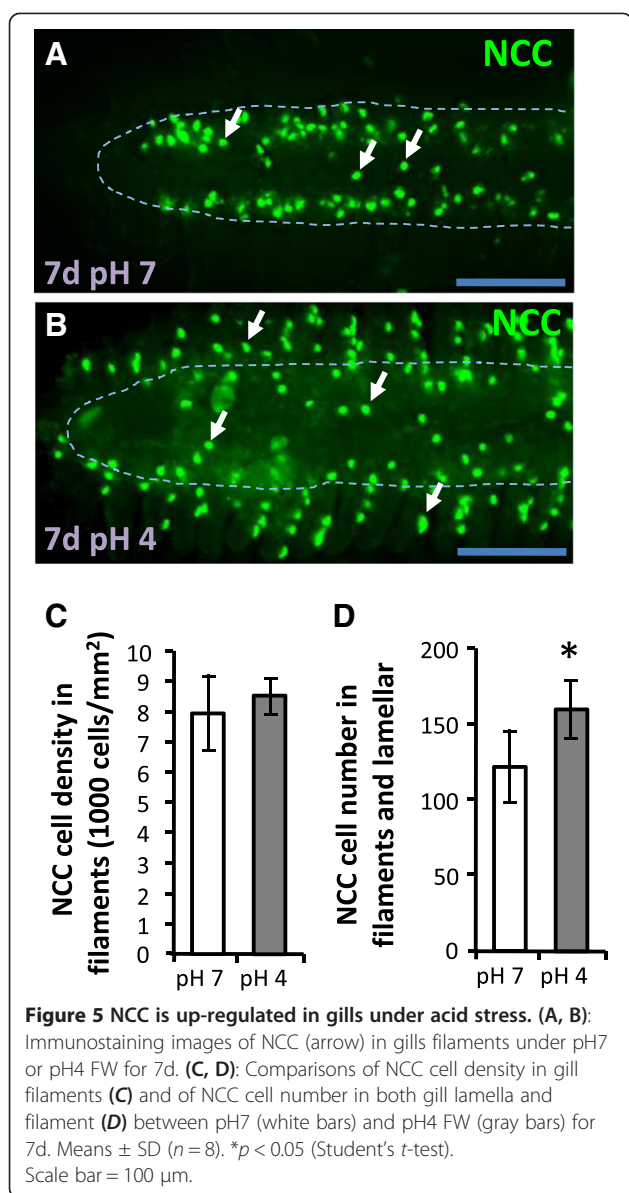 A
NCC
7d pH 7
B
NCC
7d pH 4
C
NCC cell density in
filaments (1000 cells/mm²)
10
9
8
7
6
5
4
3
2
1
0
pH 7
pH 4
D
*
NCC cell number in
filaments and lamellar
200
150
100
50
0
pH 7
pH 4
Figure 5 NCC is up-regulated in gills under acid stress. (A, B):
Immunostaining images of NCC (arrow) in gills filaments under pH7
or pH4 FW for 7d. (C, D): Comparisons of NCC cell density in gill
filaments (C) and of NCC cell number in both gill lamella and
filament (D) between pH7 (white bars) and pH4 FW (gray bars) for
7d. Means ± SD (n = 8). *p < 0.05 (Student's t-test).
Scale bar = 100 μm.